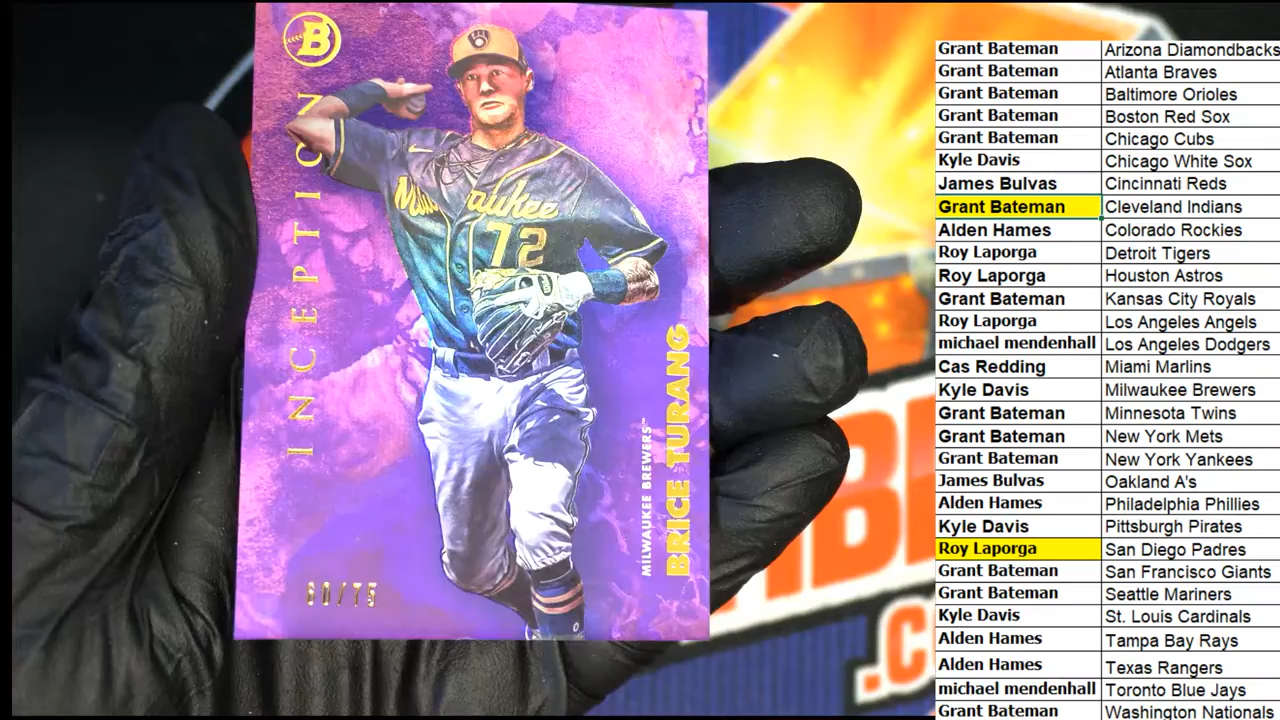 B
INCEPTION
Milwaukee
72
MILWAUKEE BREWERS
BRICE TURANG
60/75
Grant Bateman Arizona Diamondbacks
Grant Bateman Atlanta Braves
Grant Bateman Baltimore Orioles
Grant Bateman Boston Red Sox
Grant Bateman Chicago Cubs
Kyle Davis Chicago White Sox
James Bulvas Cincinnati Reds
Grant Bateman Cleveland Indians
Alden Hames Colorado Rockies
Roy Laporga Detroit Tigers
Roy Laporga Houston Astros
Grant Bateman Kansas City Royals
Roy Laporga Los Angeles Angels
michael mendenhall Los Angeles Dodgers
Cas Redding Miami Marlins
Kyle Davis Milwaukee Brewers
Grant Bateman Minnesota Twins
Grant Bateman New York Mets
Grant Bateman New York Yankees
James Bulvas Oakland A's
Alden Hames Philadelphia Phillies
Kyle Davis Pittsburgh Pirates
Roy Laporga San Diego Padres
Grant Bateman San Francisco Giants
Grant Bateman Seattle Mariners
Kyle Davis St. Louis Cardinals
Alden Hames Tampa Bay Rays
Alden Hames Texas Rangers
michael mendenhall Toronto Blue Jays
Grant Bateman Washington Nationals